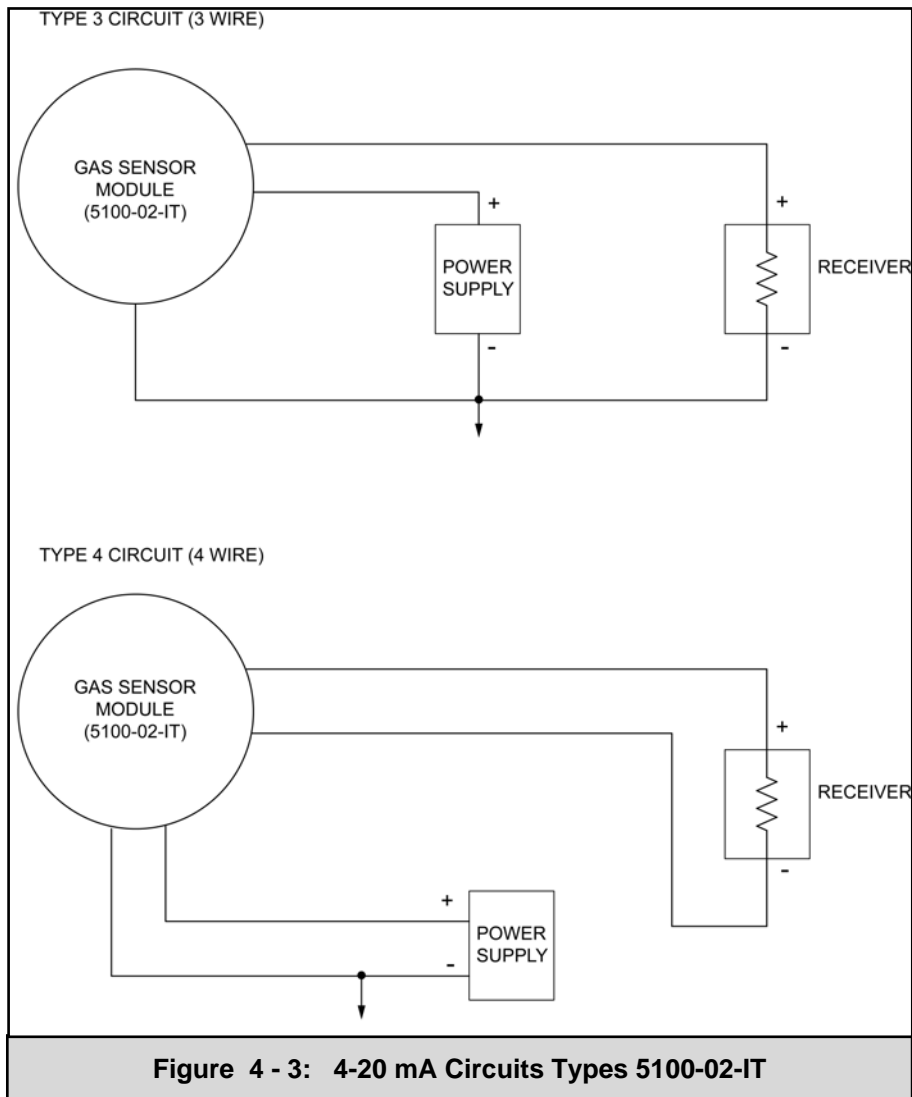 TYPE 3 CIRCUIT (3 WIRE)
GAS SENSOR
MODULE
(5100-02-IT)
+
+
POWER
SUPPLY
RECEIVER
-
-
TYPE 4 CIRCUIT (4 WIRE)
GAS SENSOR
MODULE
(5100-02-IT)
+
RECEIVER
-
+
POWER
SUPPLY
-
Figure 4 - 3: 4-20 mA Circuits Types 5100-02-IT